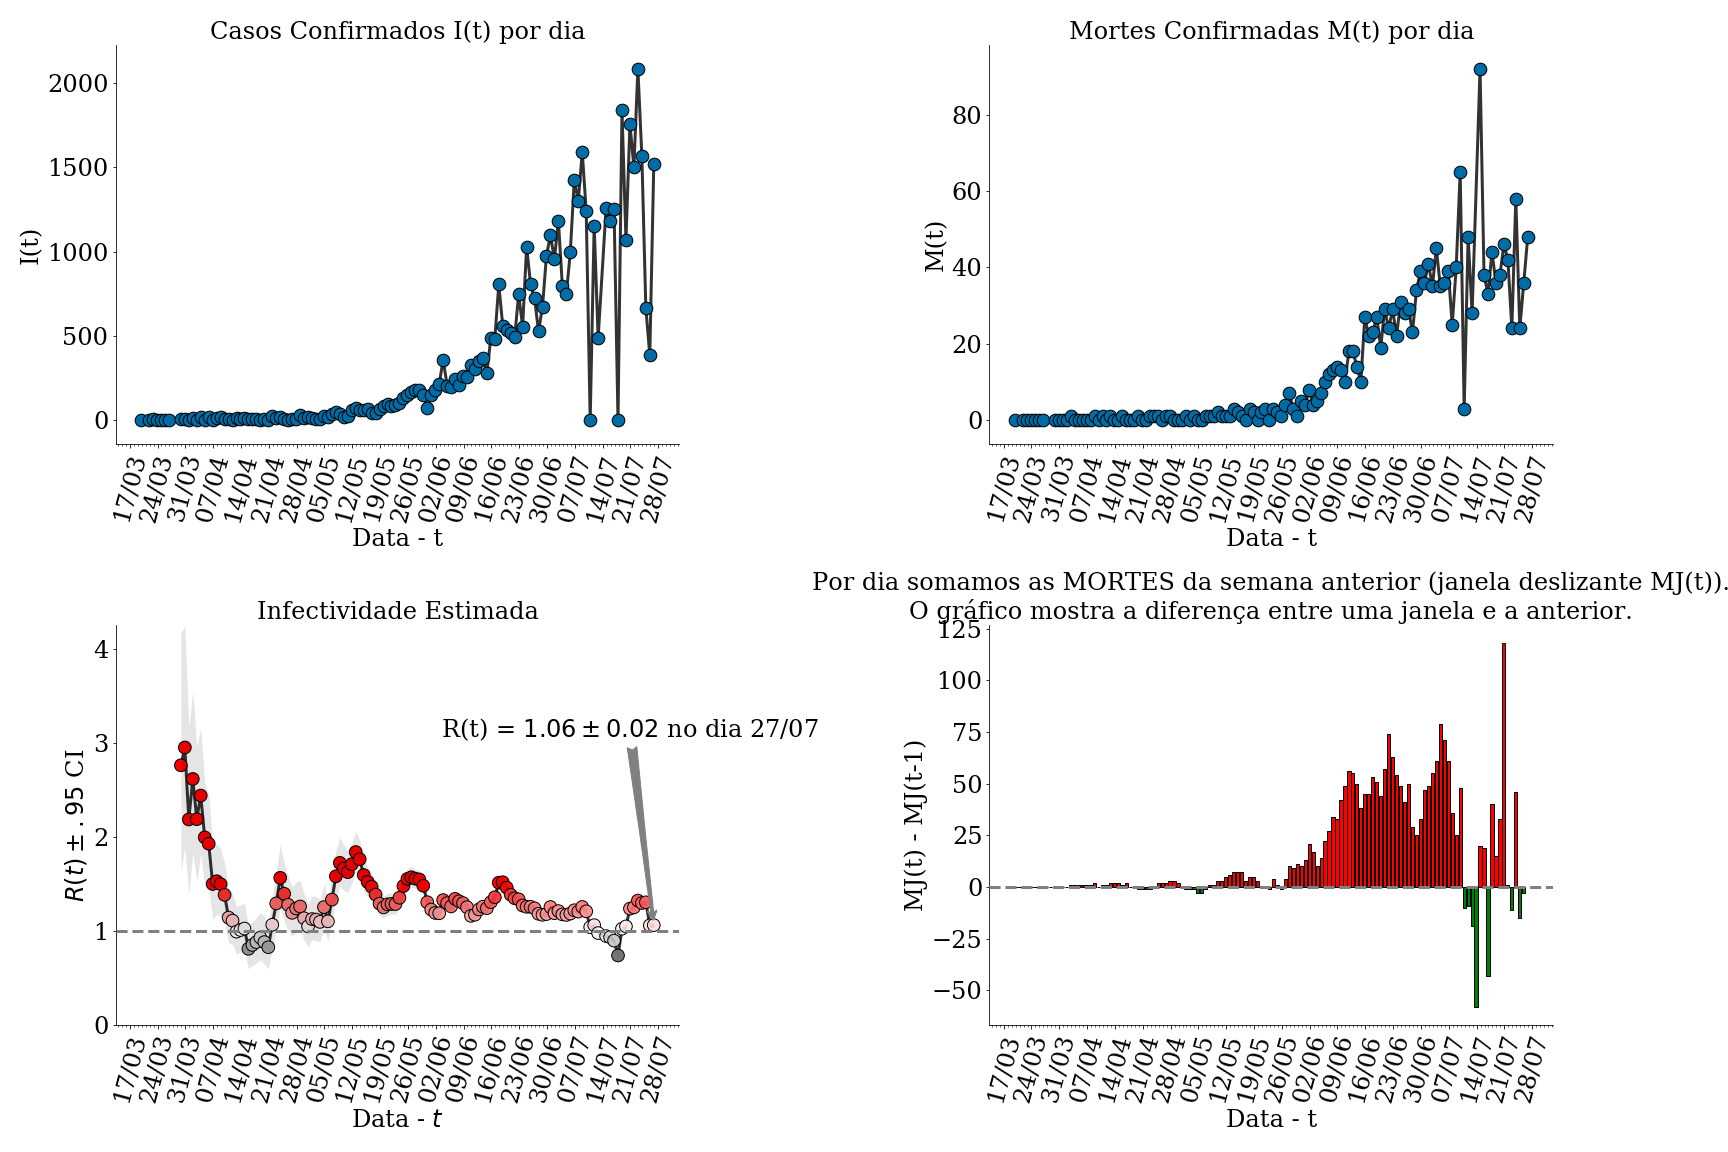 Casos Confirmados I(t) por dia
I(t)
2000
1500
1000
500
0
17/03 24/03 31/03 07/04 14/04 21/04 28/04 05/05 12/05 19/05 26/05 02/06 09/06 16/06 23/06 30/06 07/07 14/07 21/07 28/07
Data - t
Mortes Confirmadas M(t) por dia
M(t)
80
60
40
20
0
17/03 24/03 31/03 07/04 14/04 21/04 28/04 05/05 12/05 19/05 26/05 02/06 09/06 16/06 23/06 30/06 07/07 14/07 21/07 28/07
Data - t
Infectividade Estimada
R(t) ± .95 CI
4
3
2
1
0
R(t) = 1.06 ± 0.02 no dia 27/07
17/03 24/03 31/03 07/04 14/04 21/04 28/04 05/05 12/05 19/05 26/05 02/06 09/06 16/06 23/06 30/06 07/07 14/07 21/07 28/07
Data - t
Por dia somamos as MORTES da semana anterior (janela deslizante MJ(t)).
O gráfico mostra a diferença entre uma janela e a anterior.
MJ(t) - MJ(t-1)
125
100
75
50
25
0
−25
−50
17/03 24/03 31/03 07/04 14/04 21/04 28/04 05/05 12/05 19/05 26/05 02/06 09/06 16/06 23/06 30/06 07/07 14/07 21/07 28/07
Data - t